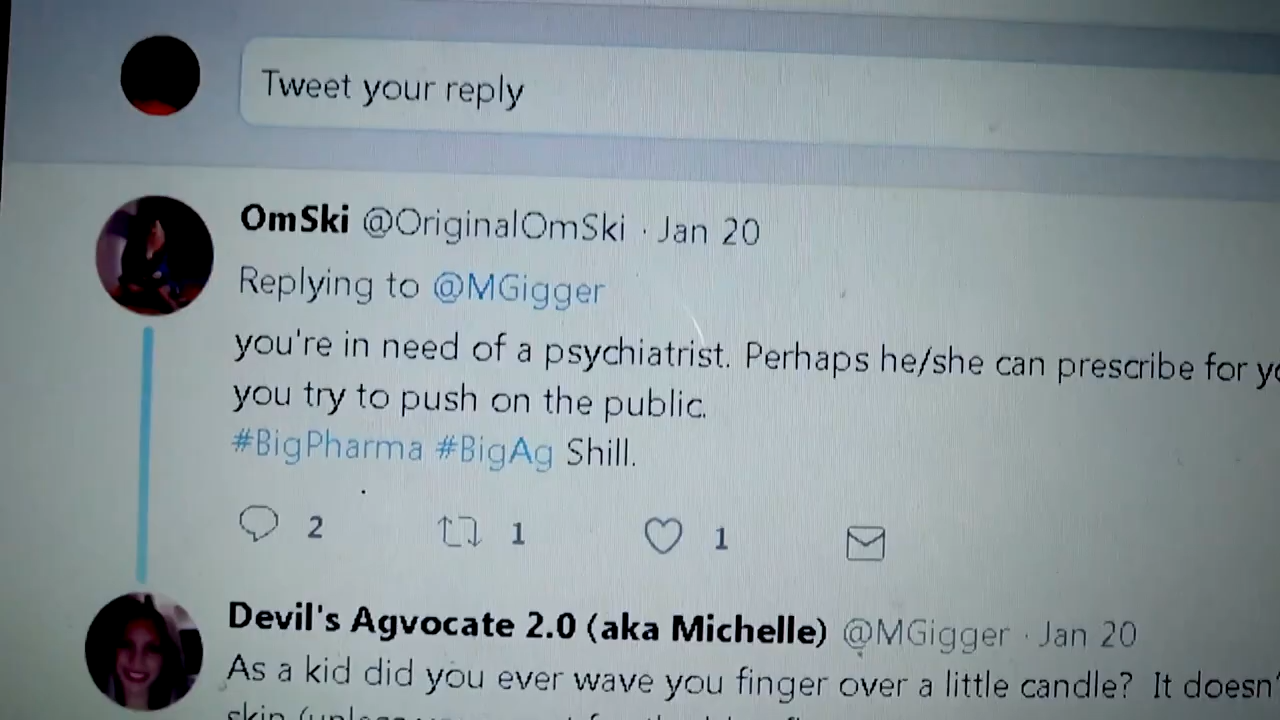 Tweet your reply
OmSki @OriginalOmSki · Jan 20
Replying to @MGigger
you're in need of a psychiatrist. Perhaps he/she can prescribe for
you try to push on the public.
#BigPharma #BigAg Shill.
2 1 1
Devil's Agvocate 2.0 (aka Michelle) @MGigger · Jan 20
As a kid did you ever wave you finger over a little candle? It doesn'
skin